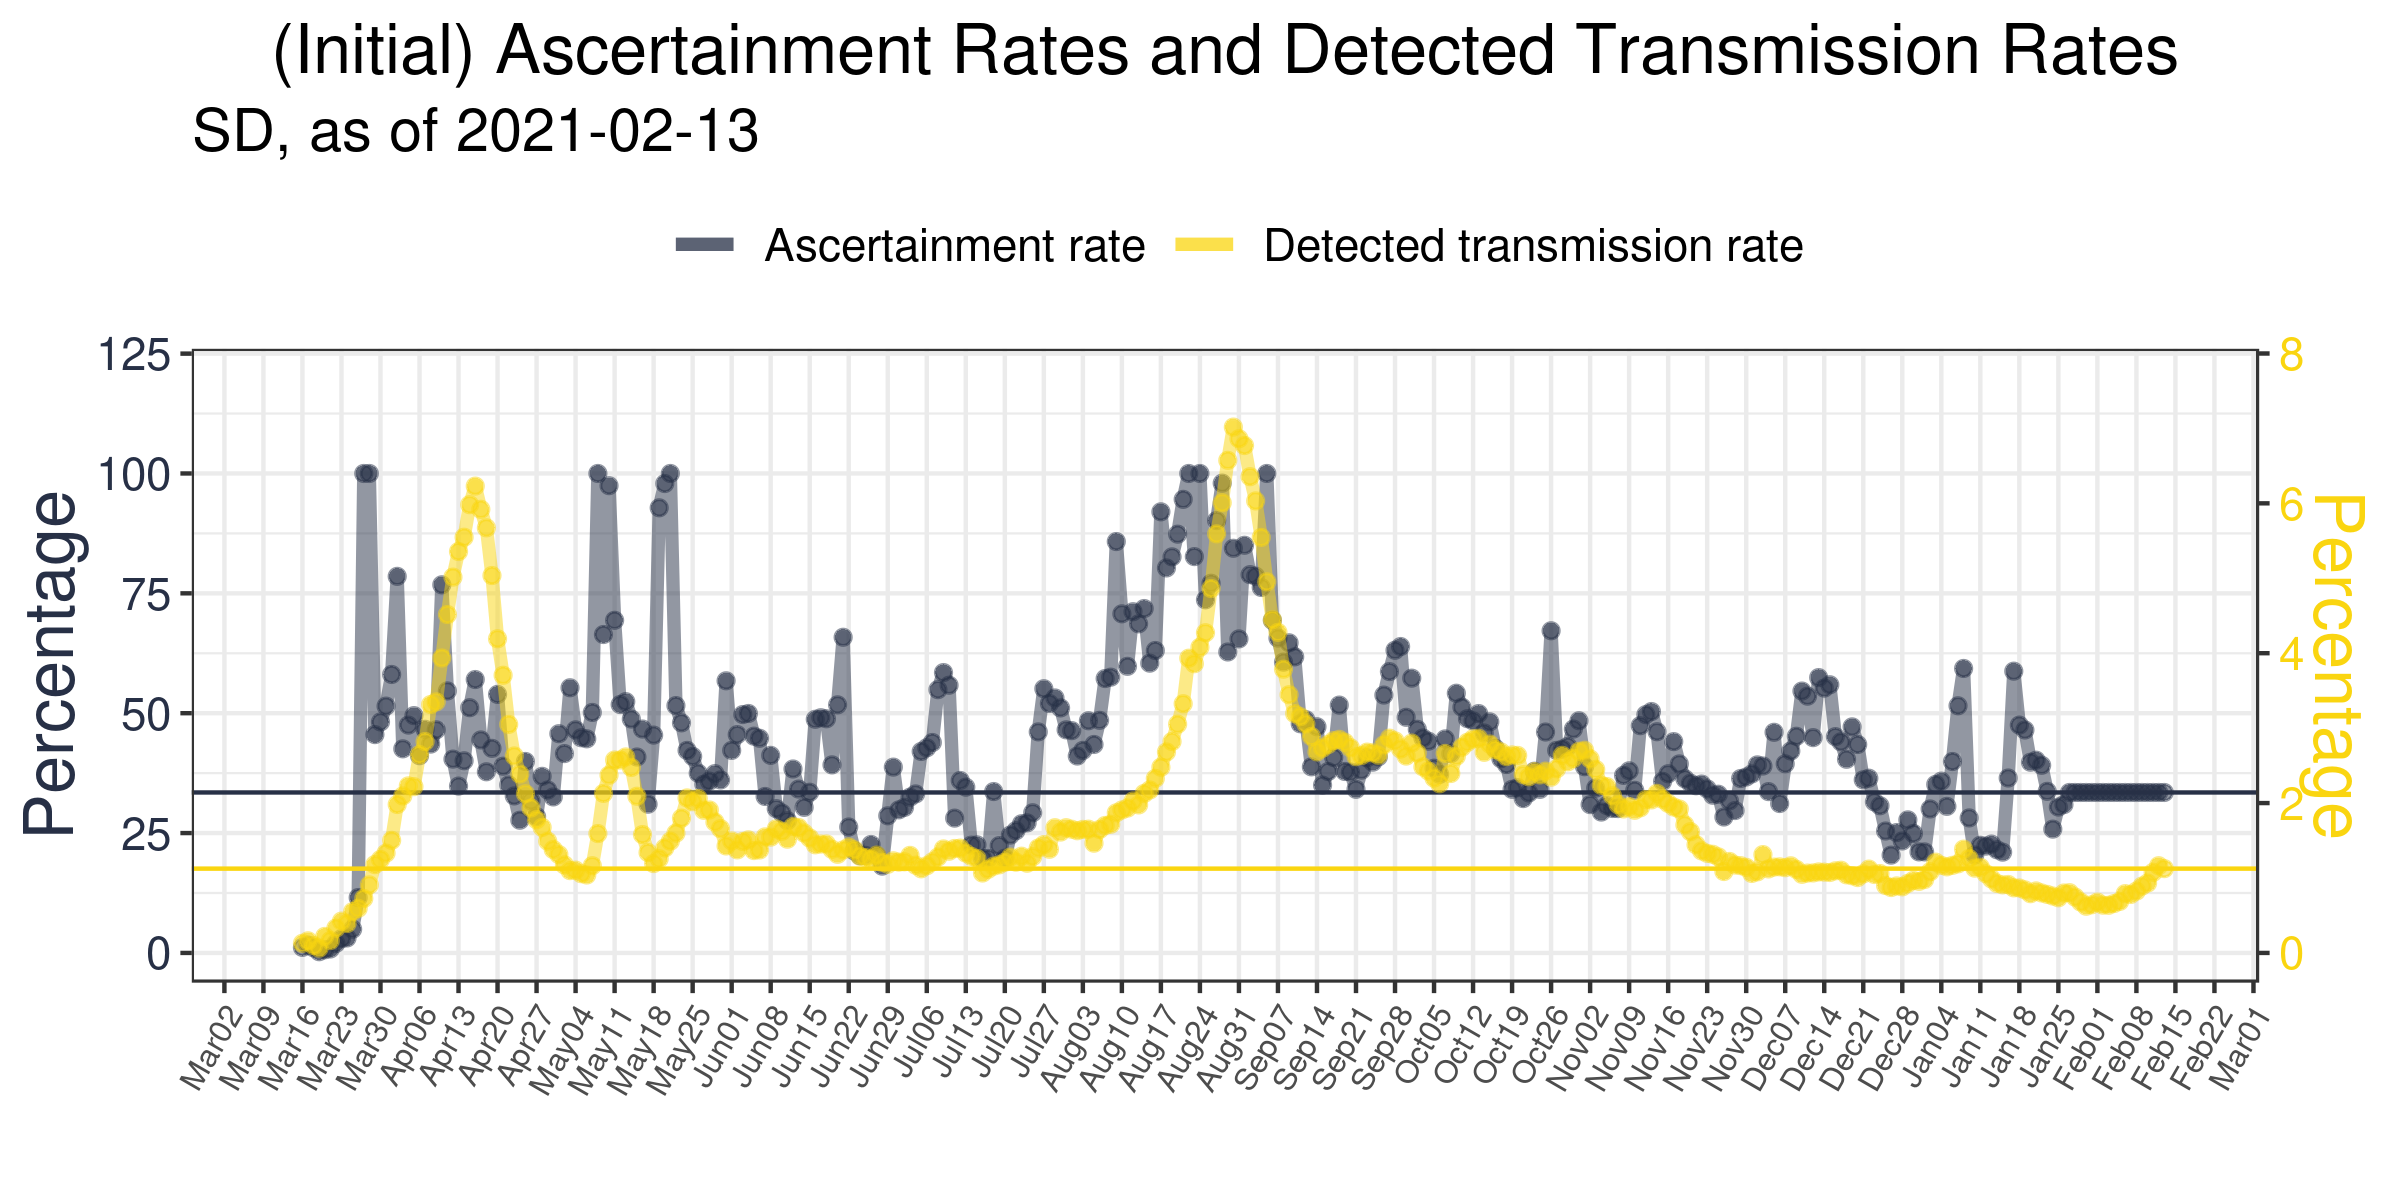 (Initial) Ascertainment Rates and Detected Transmission Rates
SD, as of 2021-02-13
Ascertainment rate
Detected transmission rate
125
100
75
50
25
0
Percentage
8
6
4
2
0
Percentage
Mar02
Mar09
Mar16
Mar23
Mar30
Apr06
Apr13
Apr20
Apr27
May04
May11
May18
May25
Jun01
Jun08
Jun15
Jun22
Jun29
Jul06
Jul13
Jul20
Jul27
Aug03
Aug10
Aug17
Aug24
Aug31
Sep07
Sep14
Sep21
Sep28
Oct05
Oct12
Oct19
Oct26
Nov02
Nov09
Nov16
Nov23
Nov30
Dec07
Dec14
Dec21
Dec28
Jan04
Jan11
Jan18
Jan25
Feb01
Feb08
Feb15
Feb22
Mar01